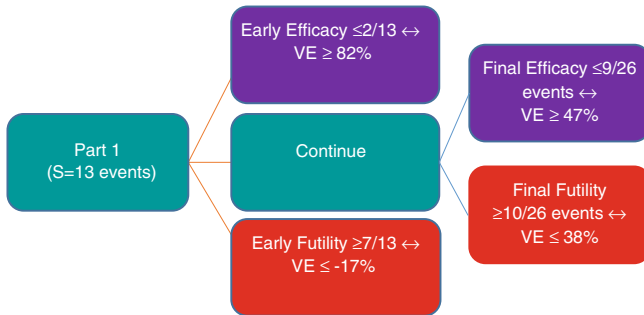 Early Efficacy ≤2/13 ↔
VE ≥ 82%
Final Efficacy ≤9/26
events ↔
VE ≥ 47%
Part 1
(S=13 events)
Continue
Final Futility
≥10/26 events ↔
VE ≤ 38%
Early Futility ≥7/13 ↔
VE ≤ -17%